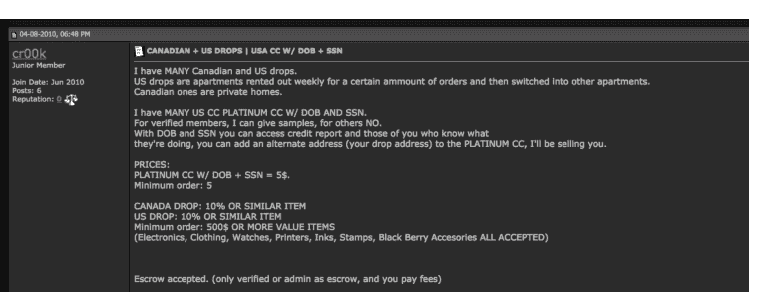 04-08-2010, 06:48 PM
cr00k
Junior Member
Join Date: Jun 2010
Posts: 6
Reputation: 0
CANADIAN + US DROPS | USA CC W/ DOB + SSN
I have MANY Canadian and US drops.
US drops are apartments rented out weekly for a certain ammount of orders and then switched into other apartments.
Canadian ones are private homes.
I have MANY US CC PLATINUM CC W/ DOB AND SSN.
For verified members, I can give samples, for others NO.
With DOB and SSN you can access credit report and those of you who know what
they're doing, you can add an alternate address (your drop address) to the PLATINUM CC, I'll be selling you.
PRICES:
PLATINUM CC W/ DOB + SSN = 5$.
Minimum order: 5
CANADA DROP: 10% OR SIMILAR ITEM
US DROP: 10% OR SIMILAR ITEM
Minimum order: 500$ OR MORE VALUE ITEMS
(Electronics, Clothing, Watches, Printers, Inks, Stamps, Black Berry Accesories ALL ACCEPTED)
Escrow accepted. (only verified or admin as escrow, and you pay fees)